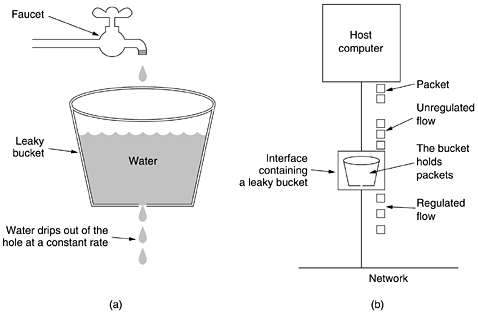 Faucet
Leaky
bucket
Water
Water drips out of the
hole at a constant rate
(a)
Host
computer
Packet
Unregulated
flow
Interface
containing
a leaky bucket
The bucket
holds
packets
Regulated
flow
Network
(b)